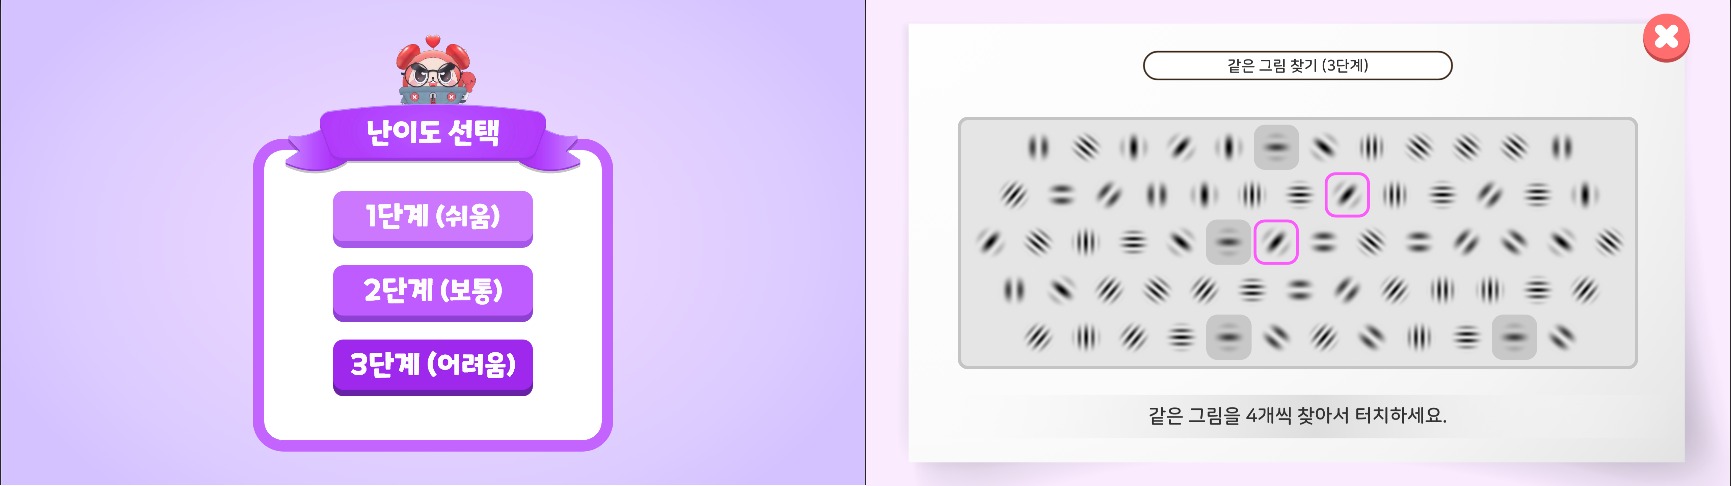 난이도 선택
1단계 (쉬움)
2단계 (보통)
3단계 (어려움)
같은 그림 찾기 (3단계)
같은 그림을 4개씩 찾아서 터치하세요.